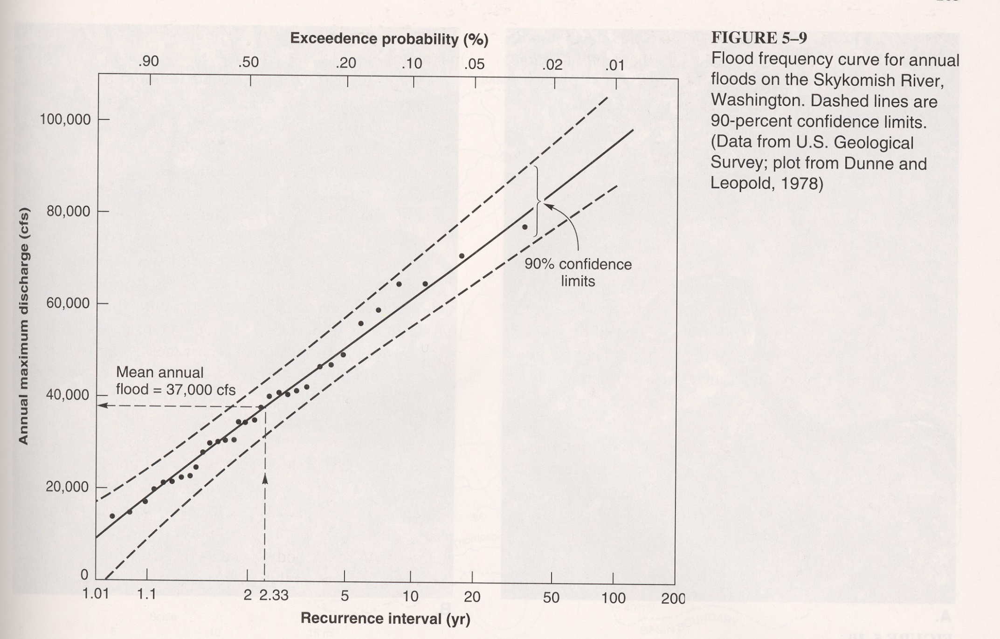 Exceedence probability (%)
.90 .50 .20 .10 .05 .02 .01
100,000
80,000
60,000
40,000
20,000
0
Annual maximum discharge (cfs)
Mean annual
flood = 37,000 cfs
90% confidence
limits
1.01 1.1 2 2.33 5 10 20 50 100 200
Recurrence interval (yr)
FIGURE 5–9
Flood frequency curve for annual
floods on the Skykomish River,
Washington. Dashed lines are
90-percent confidence limits.
(Data from U.S. Geological
Survey; plot from Dunne and
Leopold, 1978)